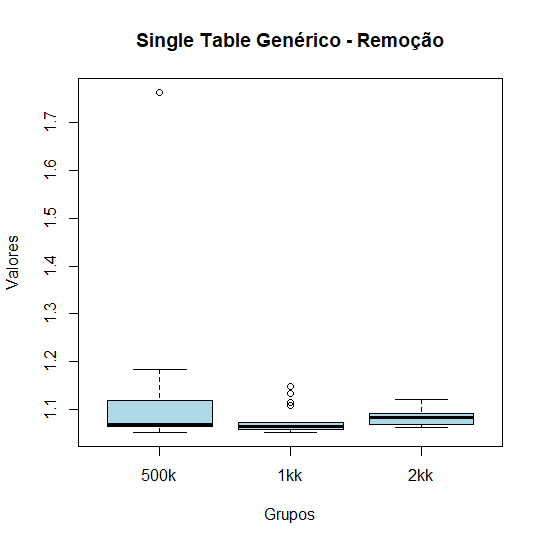 Single Table Genérico - Remoção
Valores
1.7
1.6
1.5
1.4
1.3
1.2
1.1
500k
1kk
2kk
Grupos